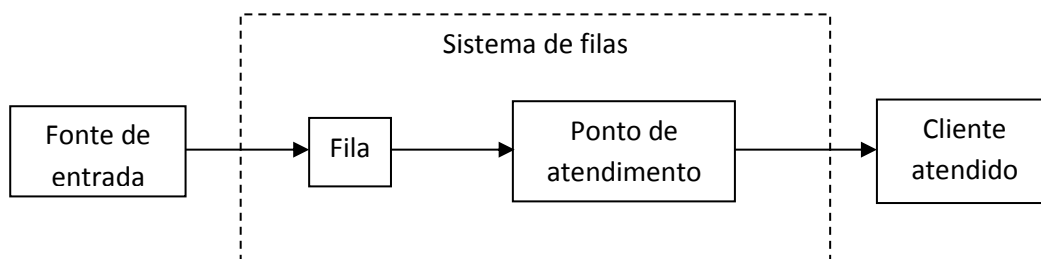 Sistema de filas
Fonte de
entrada
Fila
Ponto de
atendimento
Cliente
atendido